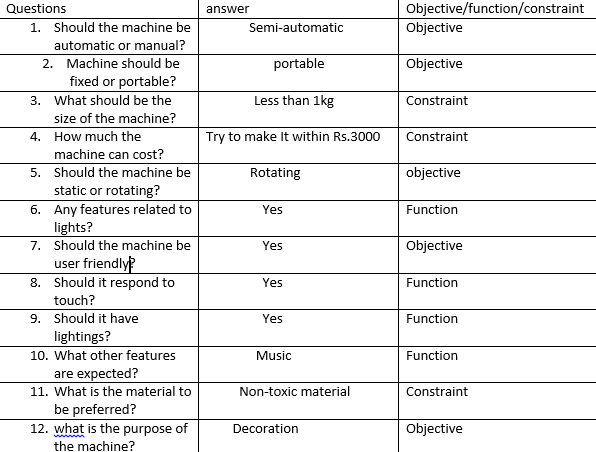 Questions answer Objective/function/constraint
1. Should the machine be Semi-automatic Objective
automatic or manual?
2. Machine should be portable Objective
fixed or portable?
3. What should be the Less than 1kg Constraint
size of the machine?
4. How much the Try to make It within Rs.3000 Constraint
machine can cost?
5. Should the machine be Rotating objective
static or rotating?
6. Any features related to Yes Function
lights?
7. Should the machine be Yes Objective
user friendly?
8. Should it respond to Yes Function
touch?
9. Should it have Yes Function
lightings?
10. What other features Music Function
are expected?
11. What is the material to Non-toxic material Constraint
be preferred?
12. what is the purpose of Decoration Objective
the machine?